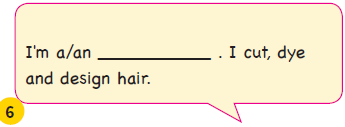 I'm a/an ____________ . I cut, dye
and design hair.
6